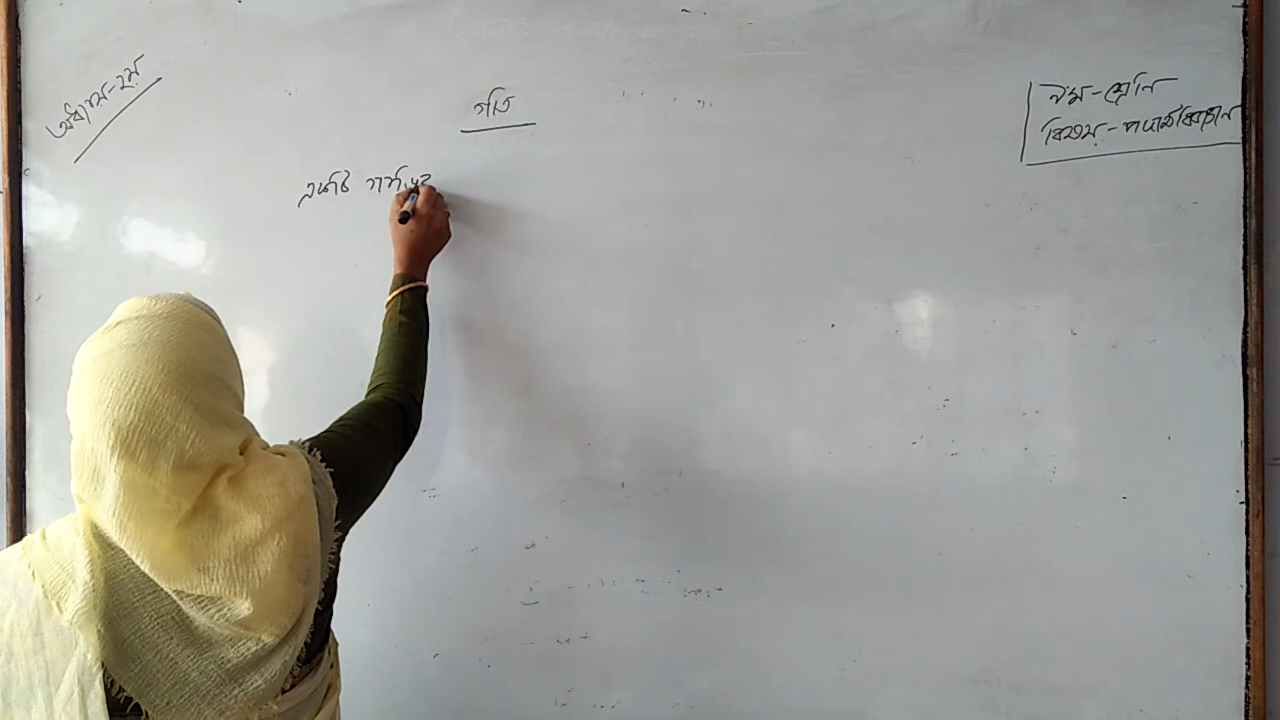 অধ্যায়-২য়
গতি
৯ম-শ্রেনি
বিষয়-পদার্থবিজ্ঞান
একটি